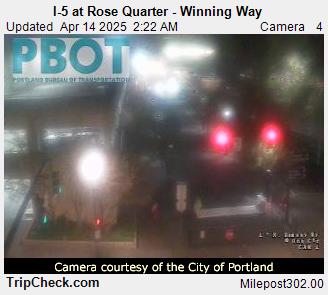 I-5 at Rose Quarter - Winning Way
Updated Apr 14 2025 2:22 AM Camera 4
PBOT
PORTLAND BUREAU OF TRANSPORTATION
Camera courtesy of the City of Portland
TripCheck.com Milepost302.00